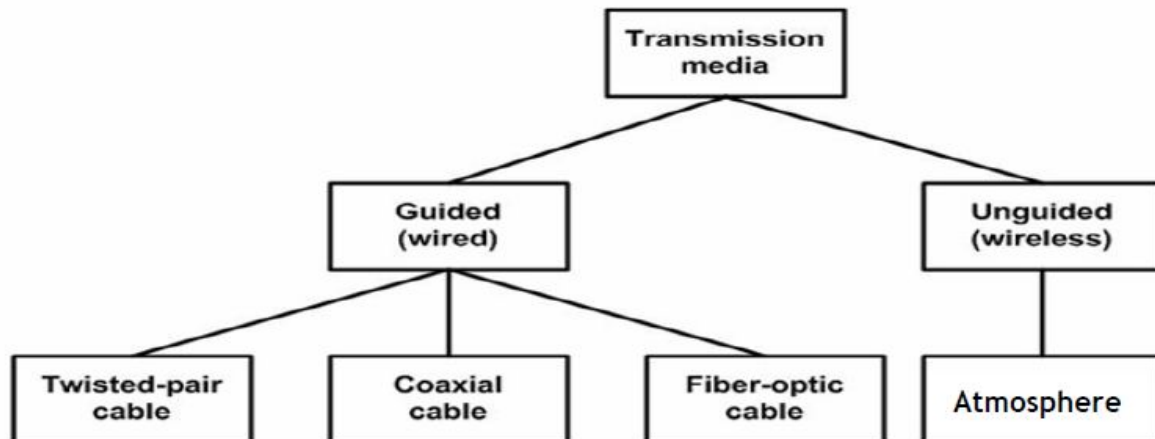 Transmission
media
Guided
(wired)
Unguided
(wireless)
Twisted-pair
cable
Coaxial
cable
Fiber-optic
cable
Atmosphere